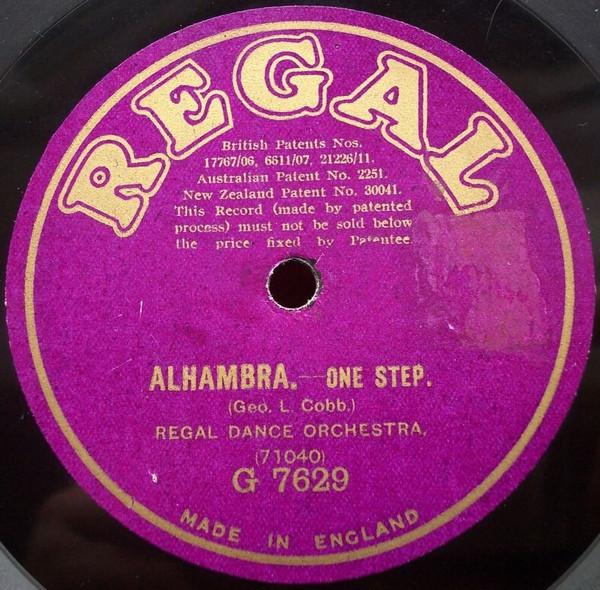 REGAL
British Patents Nos.
17767/06, 6611/07, 21226/11.
Australian Patent No. 2251.
New Zealand Patent No. 30041.
This Record (made by patented
process) must not be sold below
the price fixed by Patentee
ALHAMBRA.—ONE STEP.
(Geo. L. Cobb.)
REGAL DANCE ORCHESTRA.
(71040)
G 7629
MADE IN ENGLAND